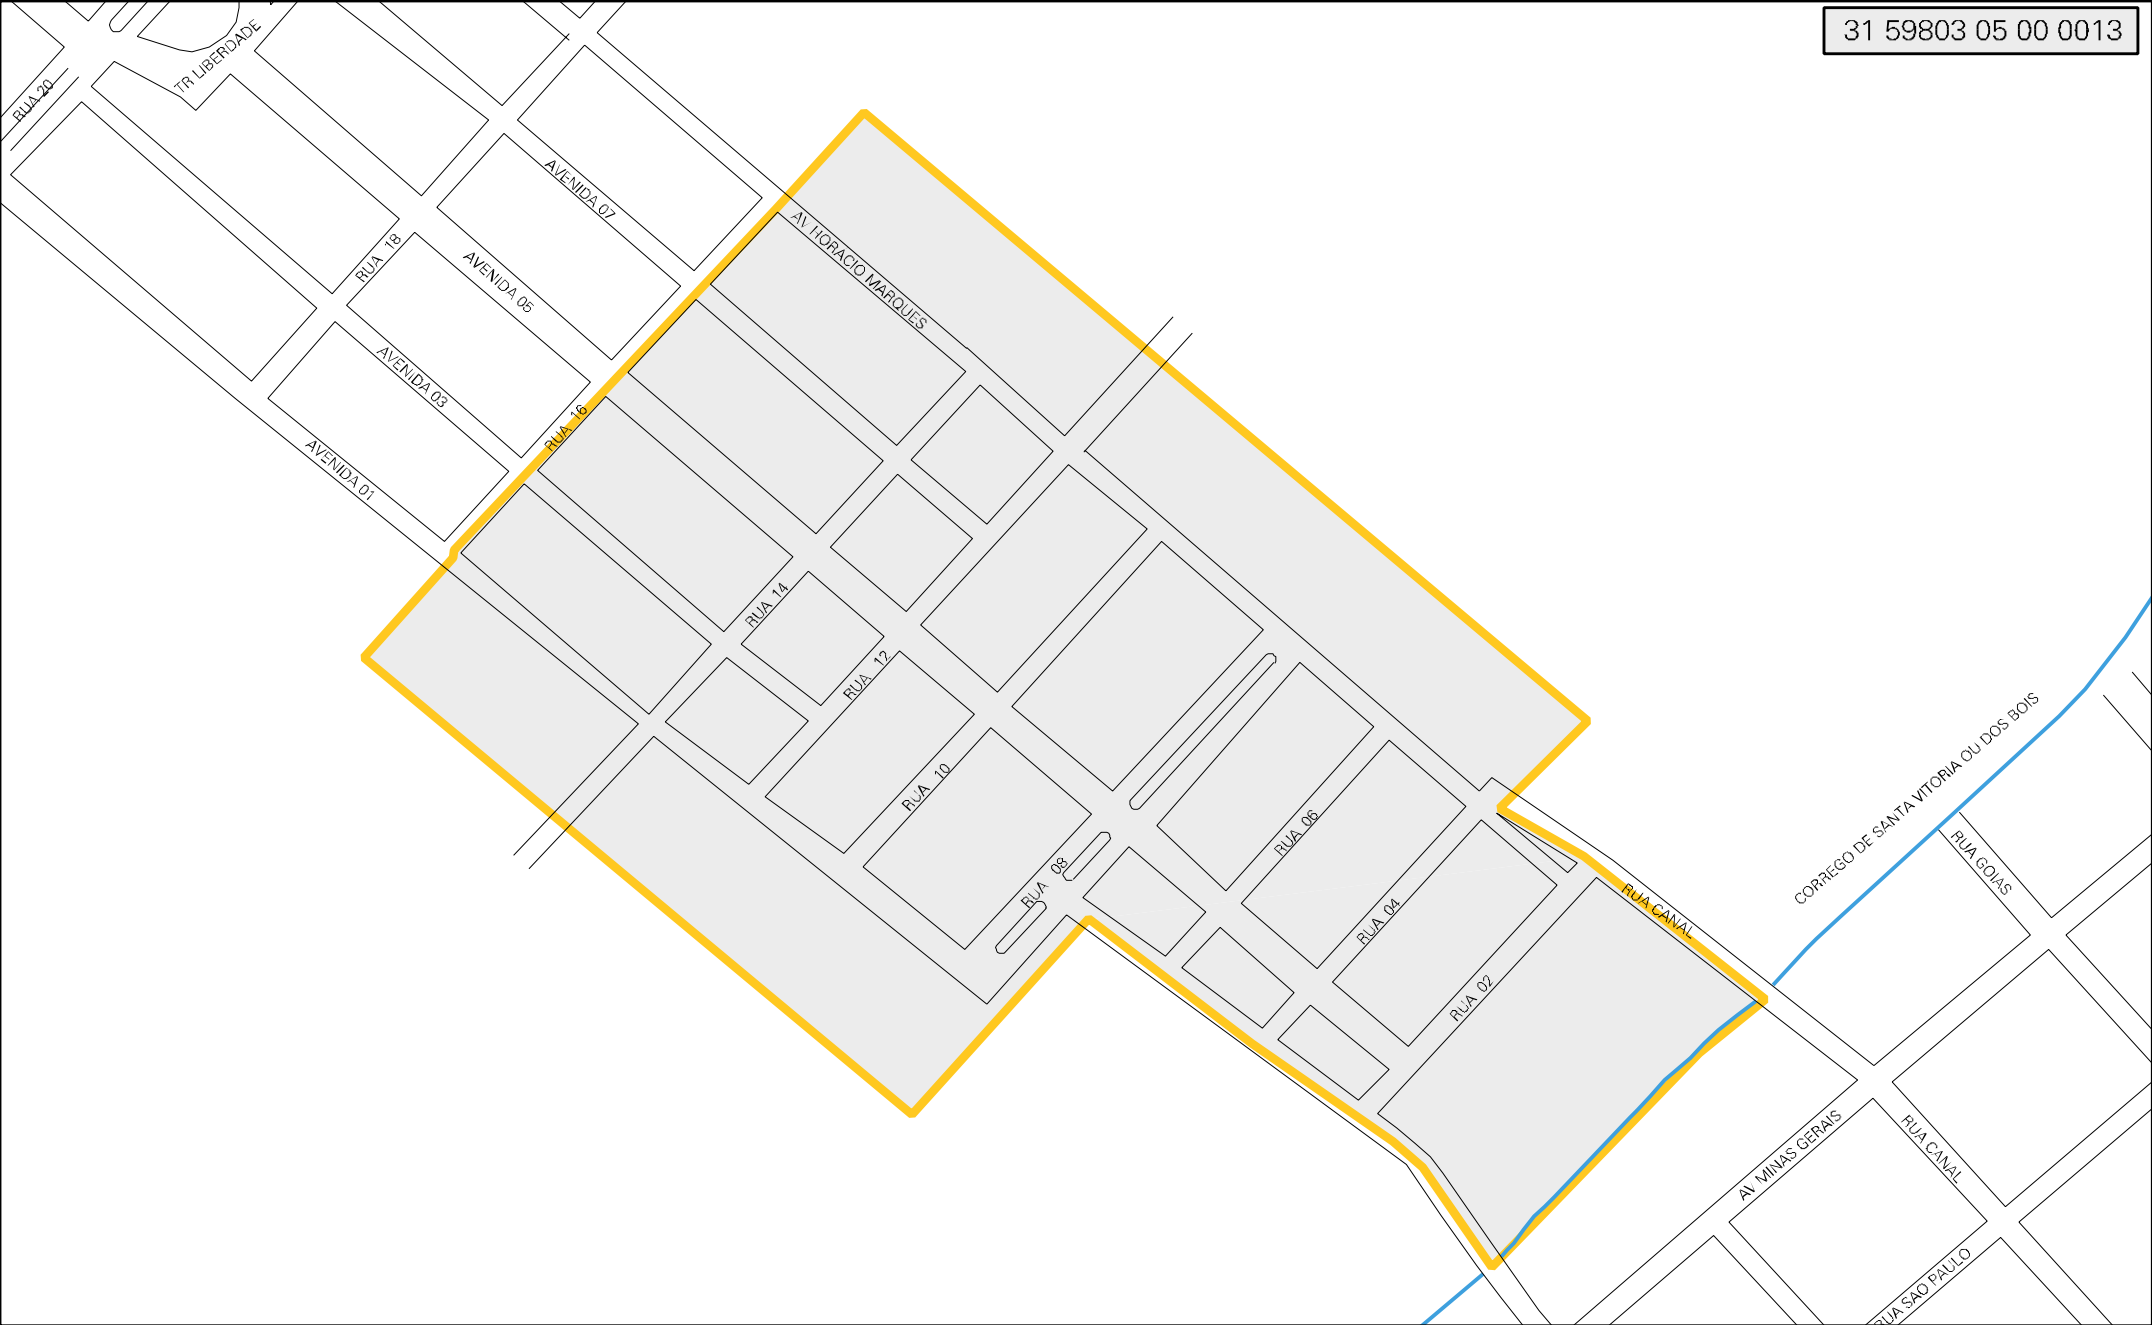 31 59803 05 00 0013
TR LIBERDADE
RUA 20
AVENIDA 07
AV HORACIO MARQUES
RUA 18
AVENIDA 05
AVENIDA 03
RUA 16
AVENIDA 01
RUA 14
RUA 12
RUA 10
RUA 08
RUA 06
RUA 04
RUA 02
RUA CANAL
CORREGO DE SANTA VITORIA OU DOS BOIS
RUA GOIAS
AV MINAS GERAIS
RUA CANAL
RUA SAO PAULO